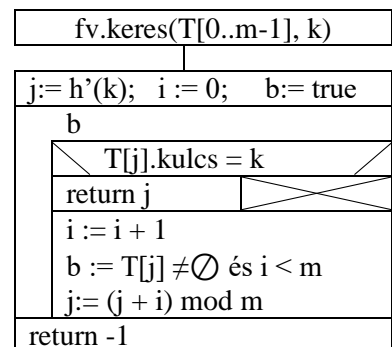 fv.keres(T[0..m-1], k)
j:= h’(k); i := 0; b:= true
b
T[j].kulcs = k
return j
i := i + 1
b := T[j] ≠∅ és i < m
j:= (j + i) mod m
return -1